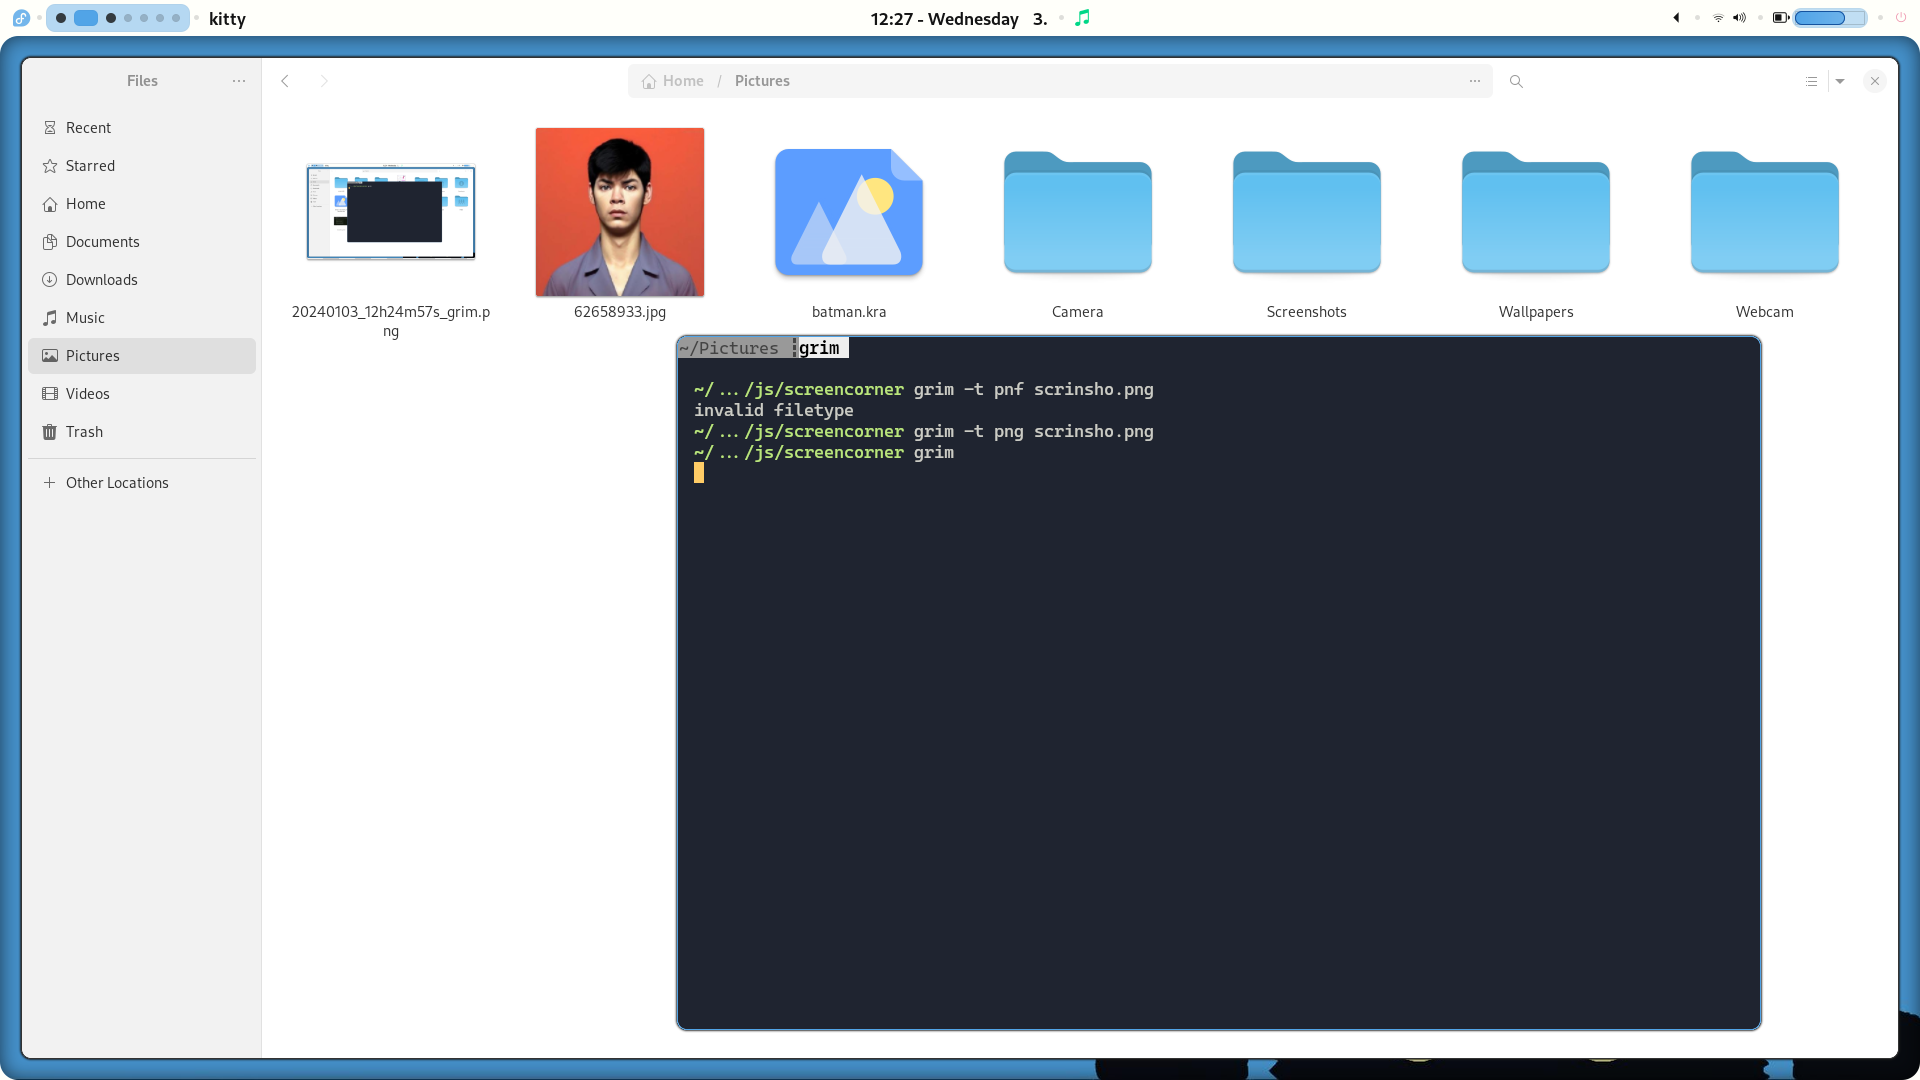 kitty
12:27 - Wednesday 3.
Files
Home / Pictures
Recent
Starred
Home
Documents
Downloads
Music
Pictures
Videos
Trash
Other Locations
20240103_12h24m57s_grim.p
ng
62658933.jpg
batman.kra
Camera
Screenshots
Wallpapers
Webcam
~/Pictures grim
~/.../js/screencorner grim -t pnf scrinsho.png
invalid filetype
~/.../js/screencorner grim -t png scrinsho.png
~/.../js/screencorner grim